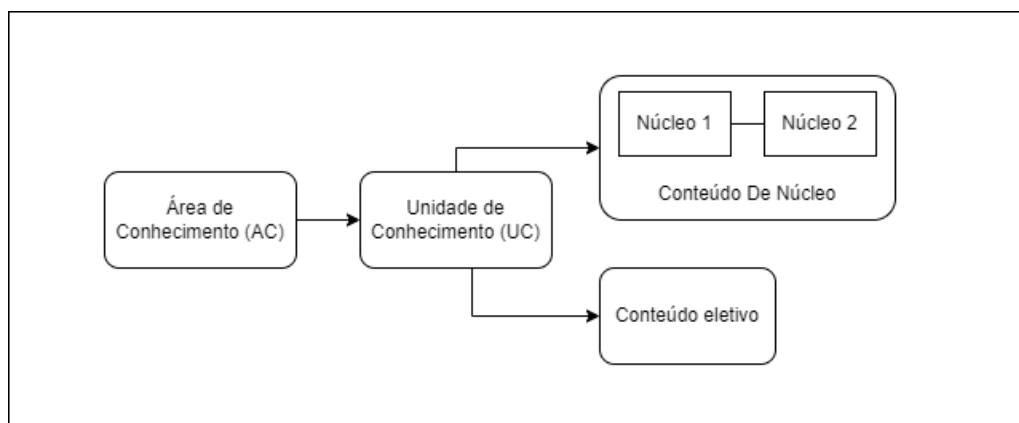 Núcleo 1
Núcleo 2
Conteúdo De Núcleo
Área de
Conhecimento (AC)
Unidade de
Conhecimento (UC)
Conteúdo eletivo